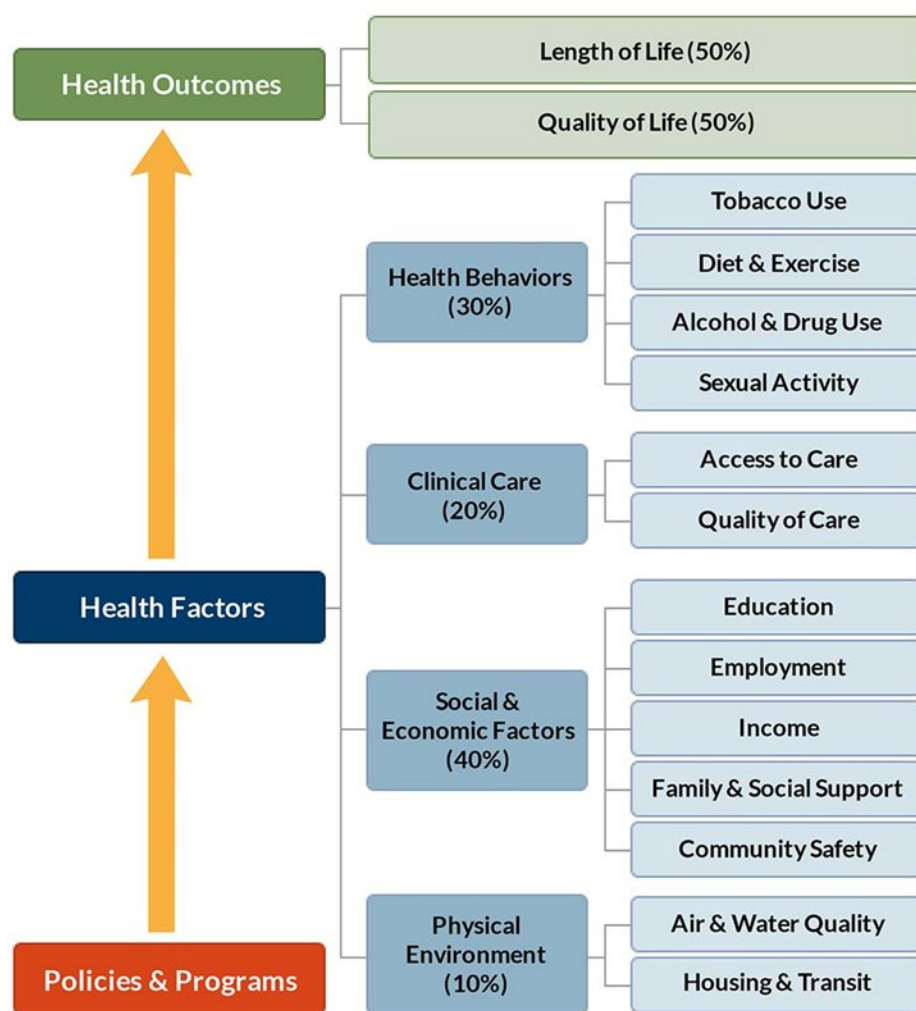 Health Outcomes
Length of Life (50%)
Quality of Life (50%)
Health Factors
Health Behaviors
(30%)
Tobacco Use
Diet & Exercise
Alcohol & Drug Use
Sexual Activity
Clinical Care
(20%)
Access to Care
Quality of Care
Social &
Economic Factors
(40%)
Education
Employment
Income
Family & Social Support
Community Safety
Physical
Environment
(10%)
Air & Water Quality
Housing & Transit
Policies & Programs